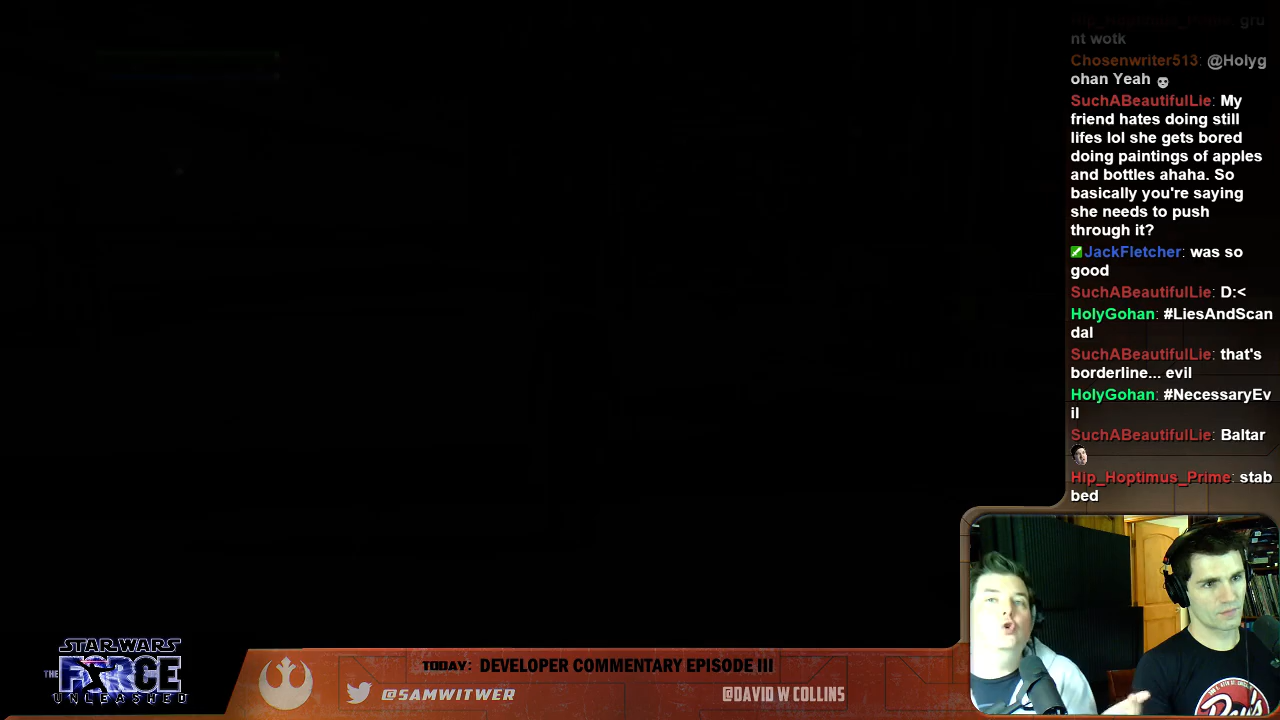 Hip_Hoptimus_Prime: gru
nt wotk
Chosenwriter513: @Holyg
ohan Yeah
SuchABeautifulLie: My
friend hates doing still
lifes lol she gets bored
doing paintings of apples
and bottles ahaha. So
basically you're saying
she needs to push
through it?
JackFletcher: was so
good
SuchABeautifulLie: D:<
HolyGohan: #LiesAndScan
dal
SuchABeautifulLie: that's
borderline... evil
HolyGohan: #NecessaryEv
il
SuchABeautifulLie: Baltar
Hip_Hoptimus_Prime: stab
bed
STAR WARS
THE FORCE
UNLEASHED
TODAY: DEVELOPER COMMENTARY EPISODE III
@SAMWITWER
@DAVID W COLLINS